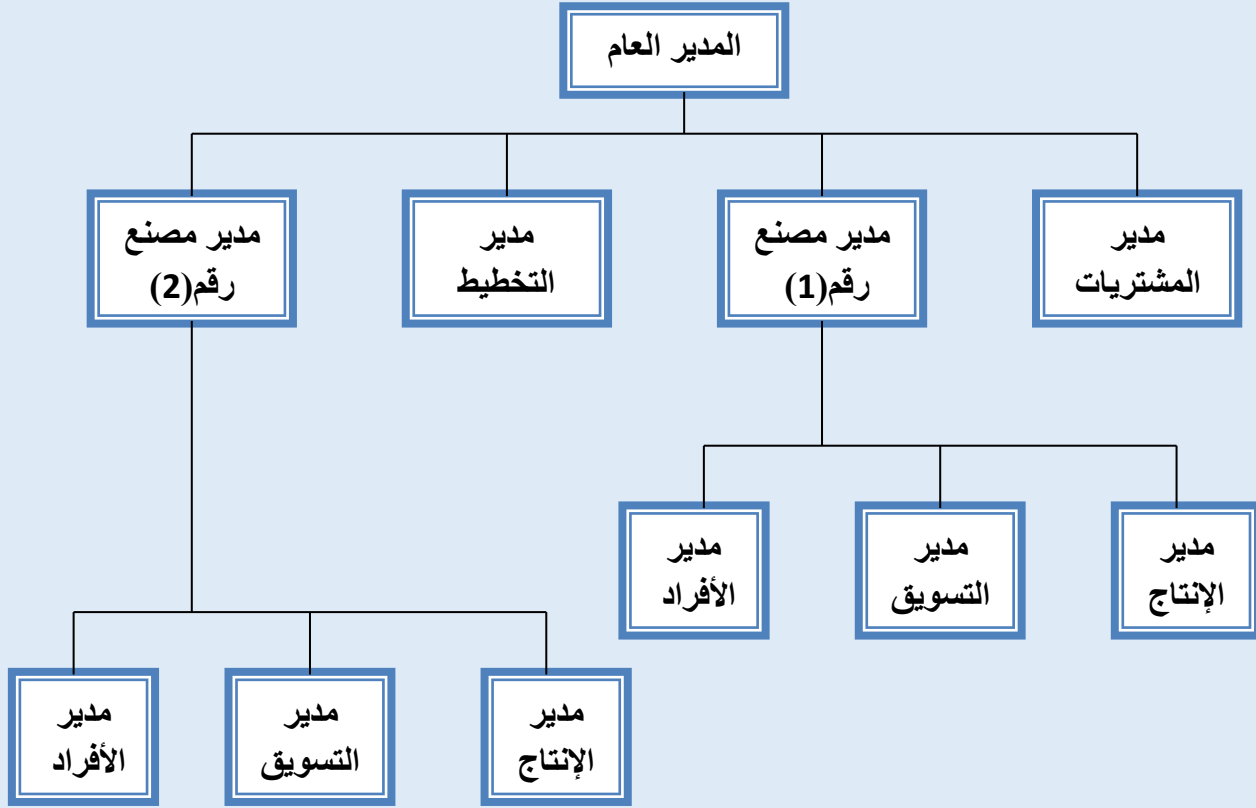 المدير العام
مدير
المشتريات
مدير مصنع
رقم(1)
مدير
التخطيط
مدير مصنع
رقم(2)
مدير
الإنتاج
مدير
التسويق
مدير
الأفراد
مدير
الإنتاج
مدير
التسويق
مدير
الأفراد